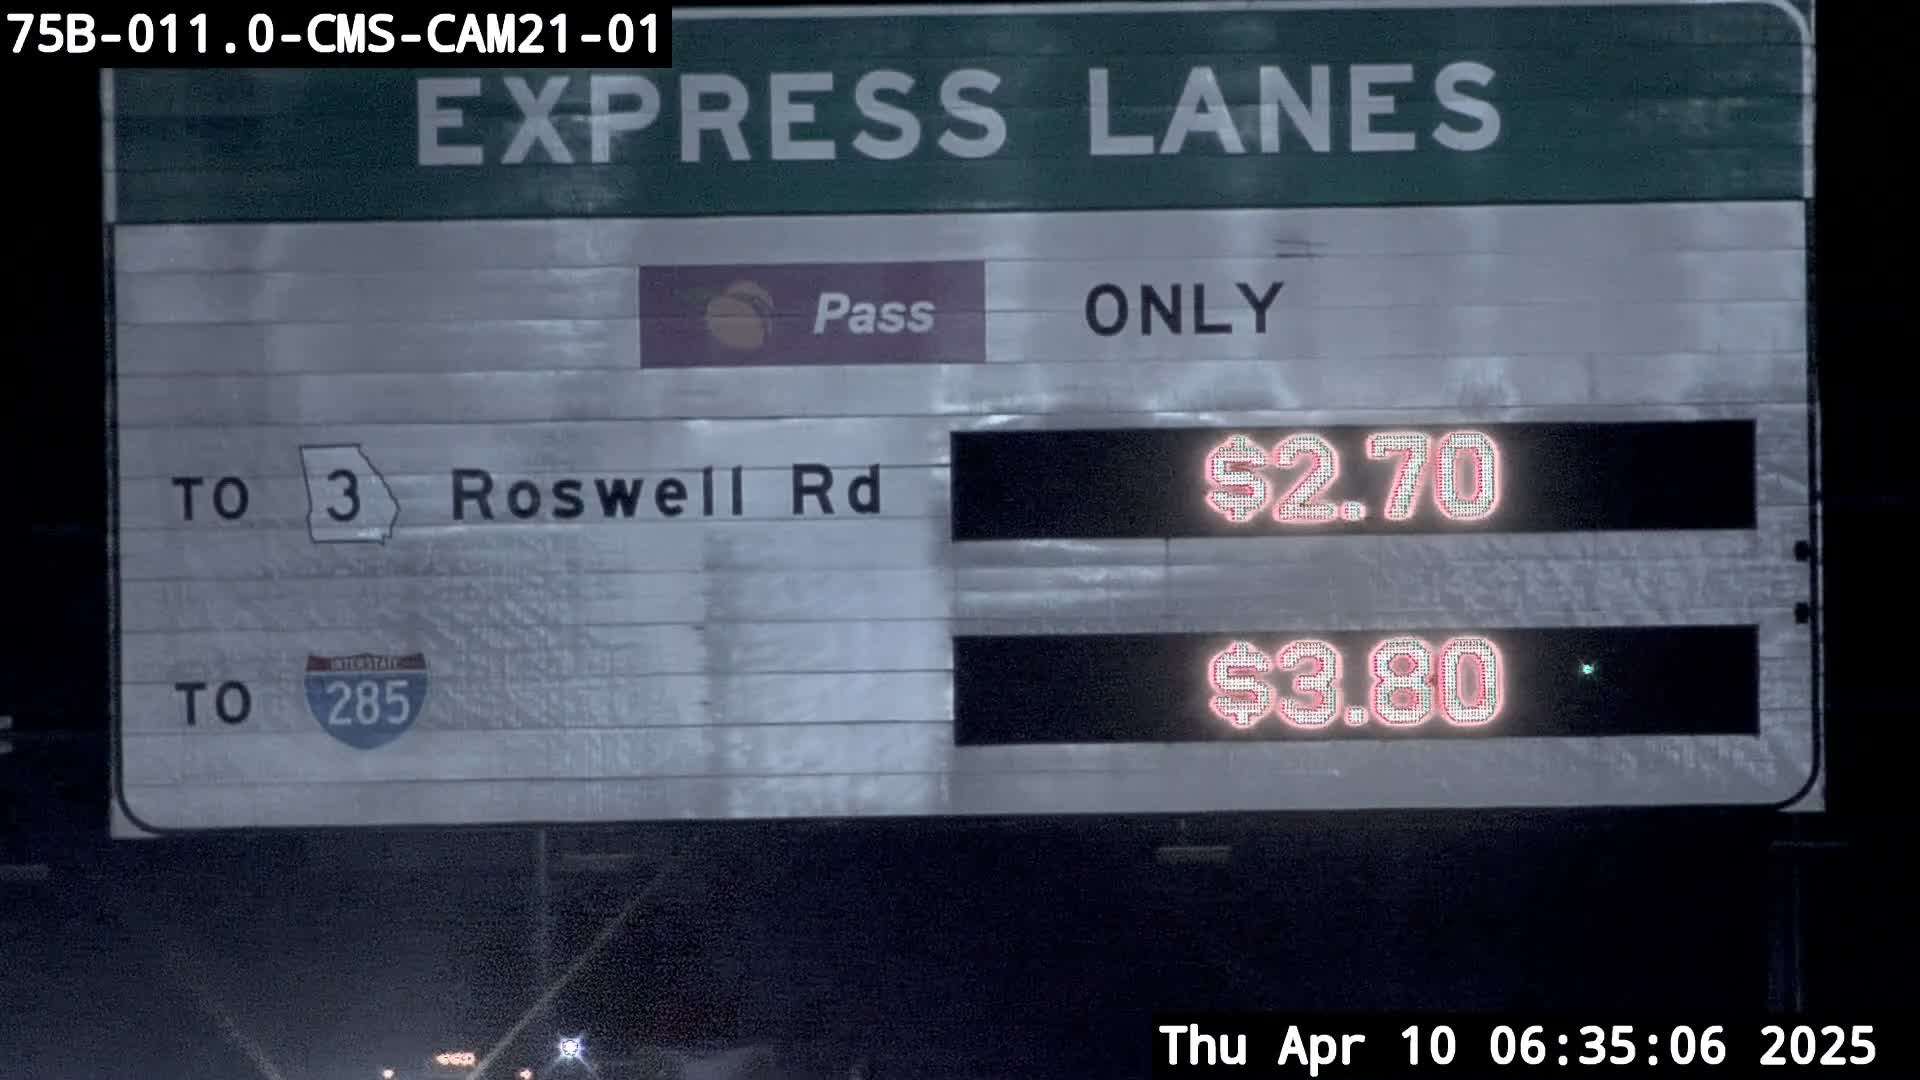 75B-011.0-CMS-CAM21-01
EXPRESS LANES
Pass ONLY
TO 3 Roswell Rd $2.70
TO INTERSTATE 285 $3.80
Thu Apr 10 06:35:06 2025